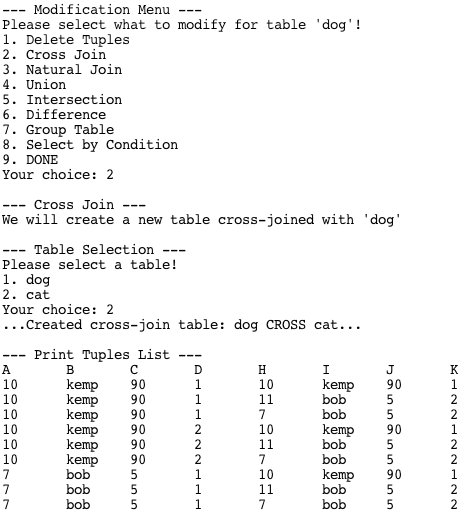 --- Modification Menu ---
Please select what to modify for table 'dog'!
1. Delete Tuples
2. Cross Join
3. Natural Join
4. Union
5. Intersection
6. Difference
7. Group Table
8. Select by Condition
9. DONE
Your choice: 2
--- Cross Join ---
We will create a new table cross-joined with 'dog'
--- Table Selection ---
Please select a table!
1. dog
2. cat
Your choice: 2
...Created cross-join table: dog CROSS cat...
--- Print Tuples List ---
A B C D H I J K
10 kemp 90 1 10 kemp 90 1
10 kemp 90 1 11 bob 5 2
10 kemp 90 1 7 bob 5 2
10 kemp 90 2 10 kemp 90 1
10 kemp 90 2 11 bob 5 2
10 kemp 90 2 7 bob 5 2
7 bob 5 1 10 kemp 90 1
7 bob 5 1 11 bob 5 2
7 bob 5 1 7 bob 5 2